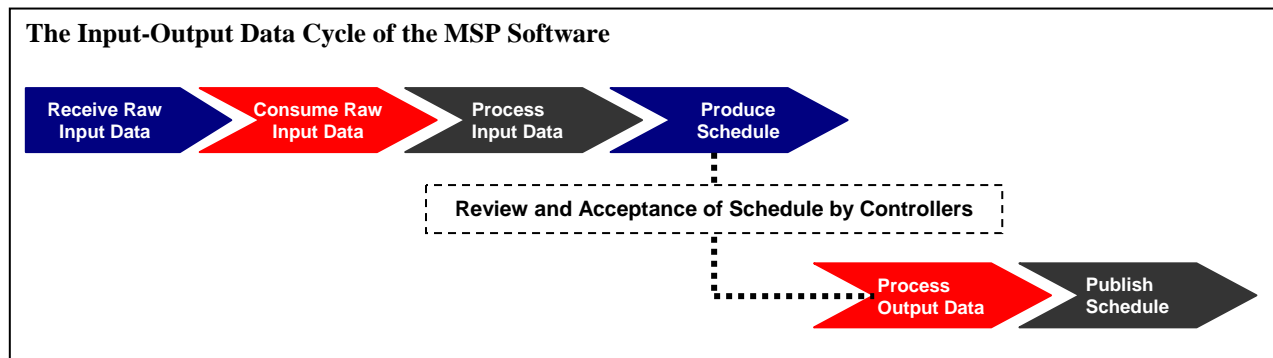 The Input-Output Data Cycle of the MSP Software
Receive Raw
Input Data
Consume Raw
Input Data
Process
Input Data
Produce
Schedule
Review and Acceptance of Schedule by Controllers
Process
Output Data
Publish
Schedule